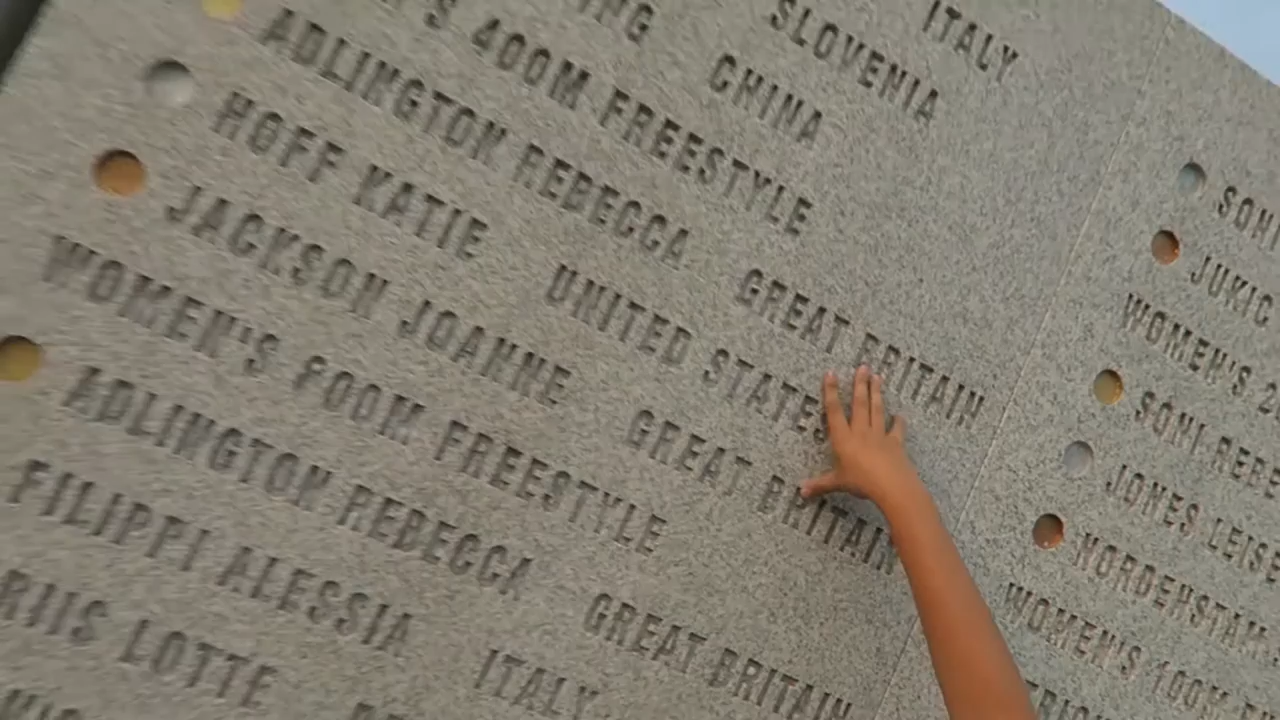 ITALY
SLOVENIA
CHINA
'S 400M FREESTYLE
ADLINGTON REBECCA GREAT BRITAIN
HOFF KATIE UNITED STATES
JACKSON JOANNE GREAT BRITAIN
WOMEN'S 800M FREESTYLE
ADLINGTON REBECCA GREAT BRITAIN
FILIPPI ALESSIA ITALY
RIIS LOTTE
SONI
JUKIC
WOMEN'S 2
SONI REBE
JONES LEISE
NORDENSTAM
WOMEN'S 100M